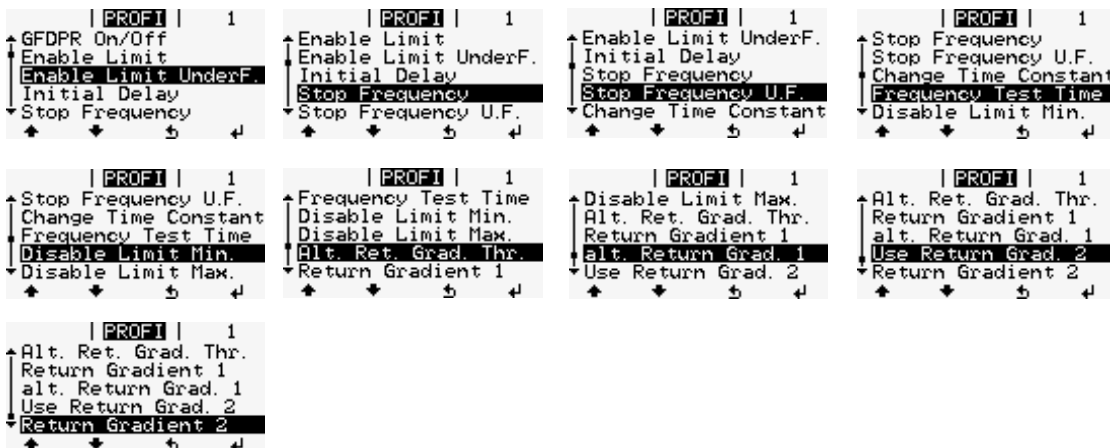 PROFI 1
GFDPR On/Off
Enable Limit
Enable Limit UnderF.
Initial Delay
Stop Frequency
PROFI 1
Enable Limit
Enable Limit UnderF.
Initial Delay
Stop Frequency
Stop Frequency U.F.
PROFI 1
Enable Limit UnderF.
Initial Delay
Stop Frequency
Stop Frequency U.F.
Change Time Constant
PROFI 1
Stop Frequency
Stop Frequency U.F.
Change Time Constant
Frequency Test Time
Disable Limit Min.
PROFI 1
Stop Frequency U.F.
Change Time Constant
Frequency Test Time
Disable Limit Min.
Disable Limit Max.
PROFI 1
Frequency Test Time
Disable Limit Min.
Disable Limit Max.
Alt. Ret. Grad. Thr.
Return Gradient 1
PROFI 1
Disable Limit Max.
Alt. Ret. Grad. Thr.
Return Gradient 1
alt. Return Grad. 1
Use Return Grad. 2
PROFI 1
Alt. Ret. Grad. Thr.
Return Gradient 1
alt. Return Grad. 1
Use Return Grad. 2
Return Gradient 2
PROFI 1
Alt. Ret. Grad. Thr.
Return Gradient 1
alt. Return Grad. 1
Use Return Grad. 2
Return Gradient 2